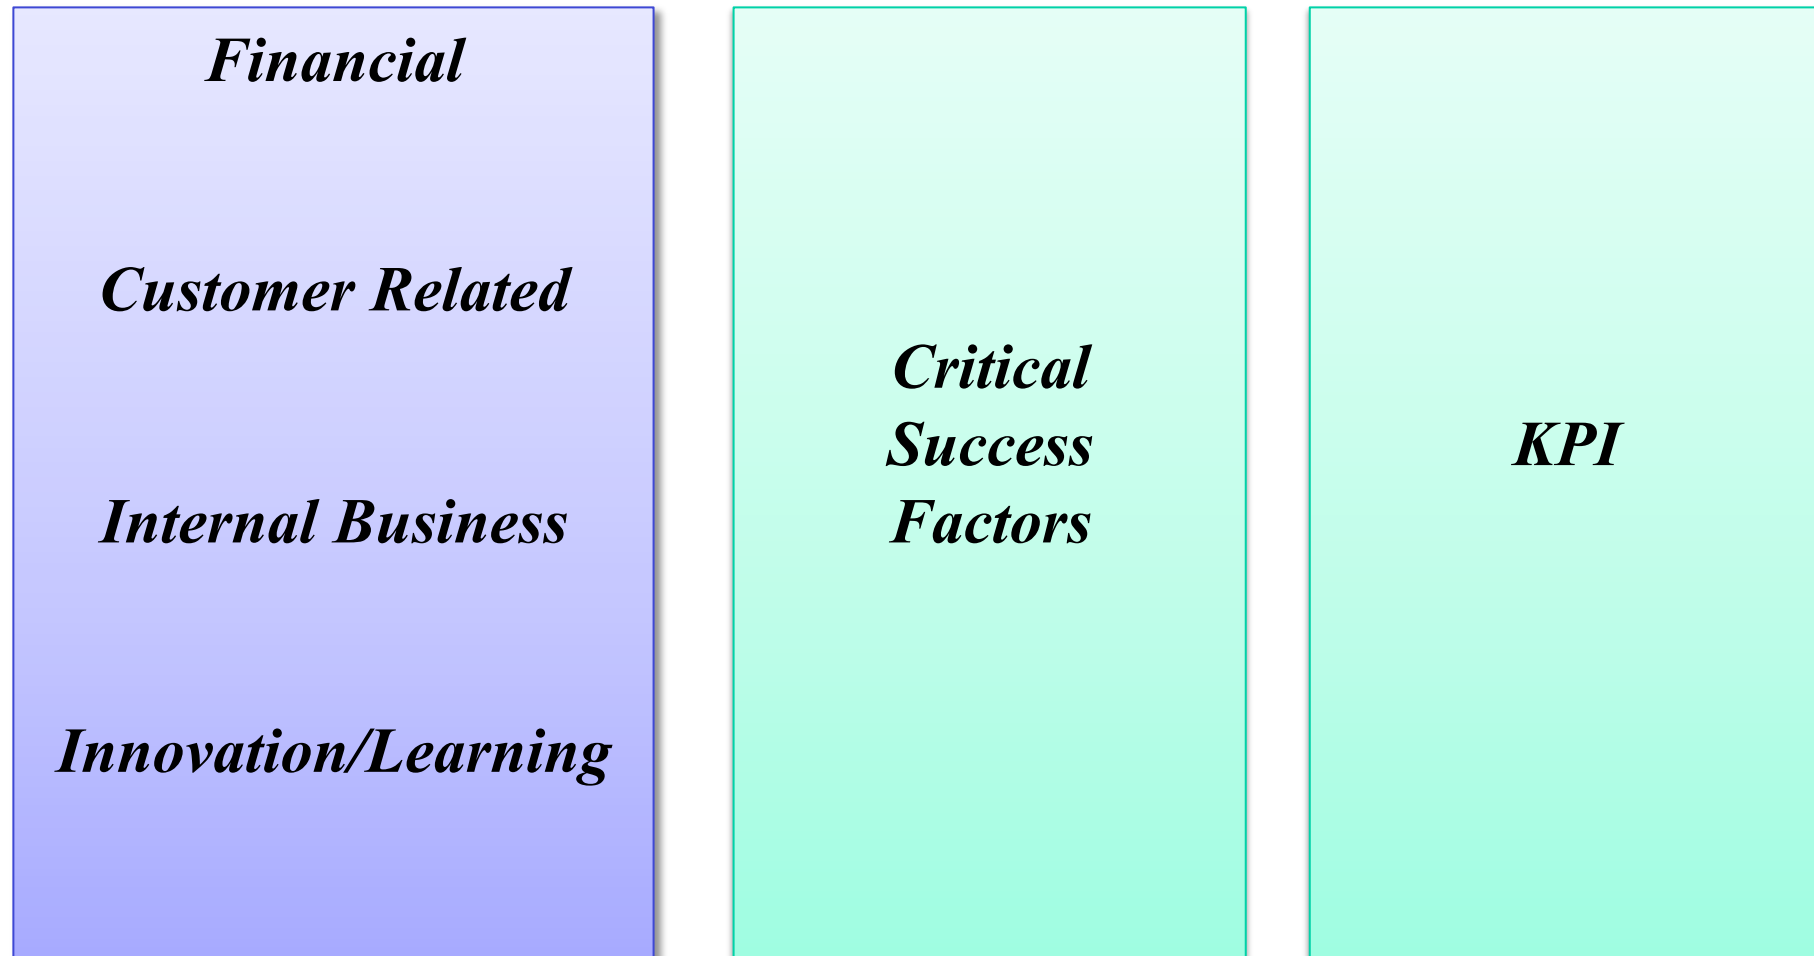 Financial
Customer Related
Internal Business
Innovation/Learning
Critical
Success
Factors
KPI